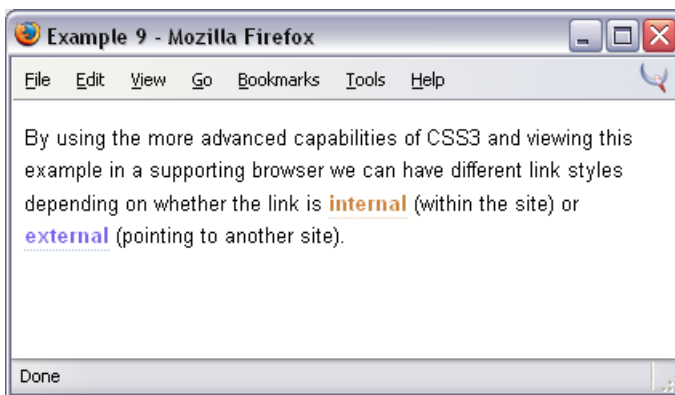 Example 9 - Mozilla Firefox
File Edit View Go Bookmarks Tools Help
By using the more advanced capabilities of CSS3 and viewing this
example in a supporting browser we can have different link styles
depending on whether the link is internal (within the site) or
external (pointing to another site).
Done